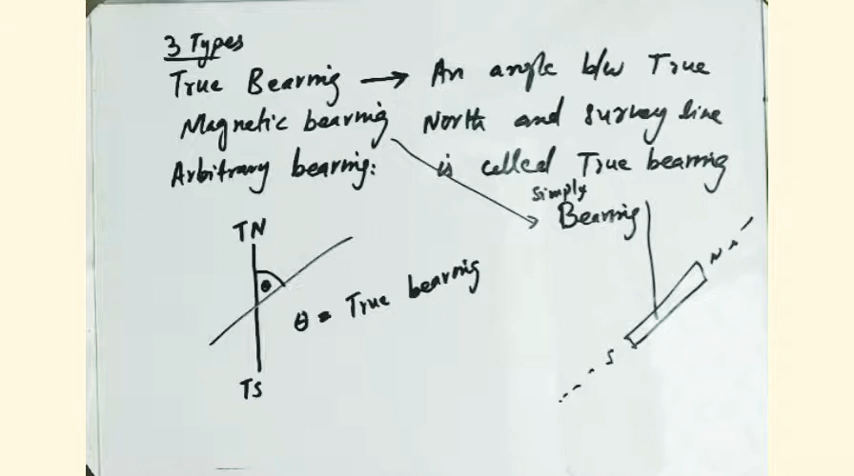 3 Types
True Bearing → An angle b/w True
Magnetic bearing North and survey line
Arbitrary bearing: is called True bearing
simply
Bearing
TN
θ
θ = True bearing
TS
N
S